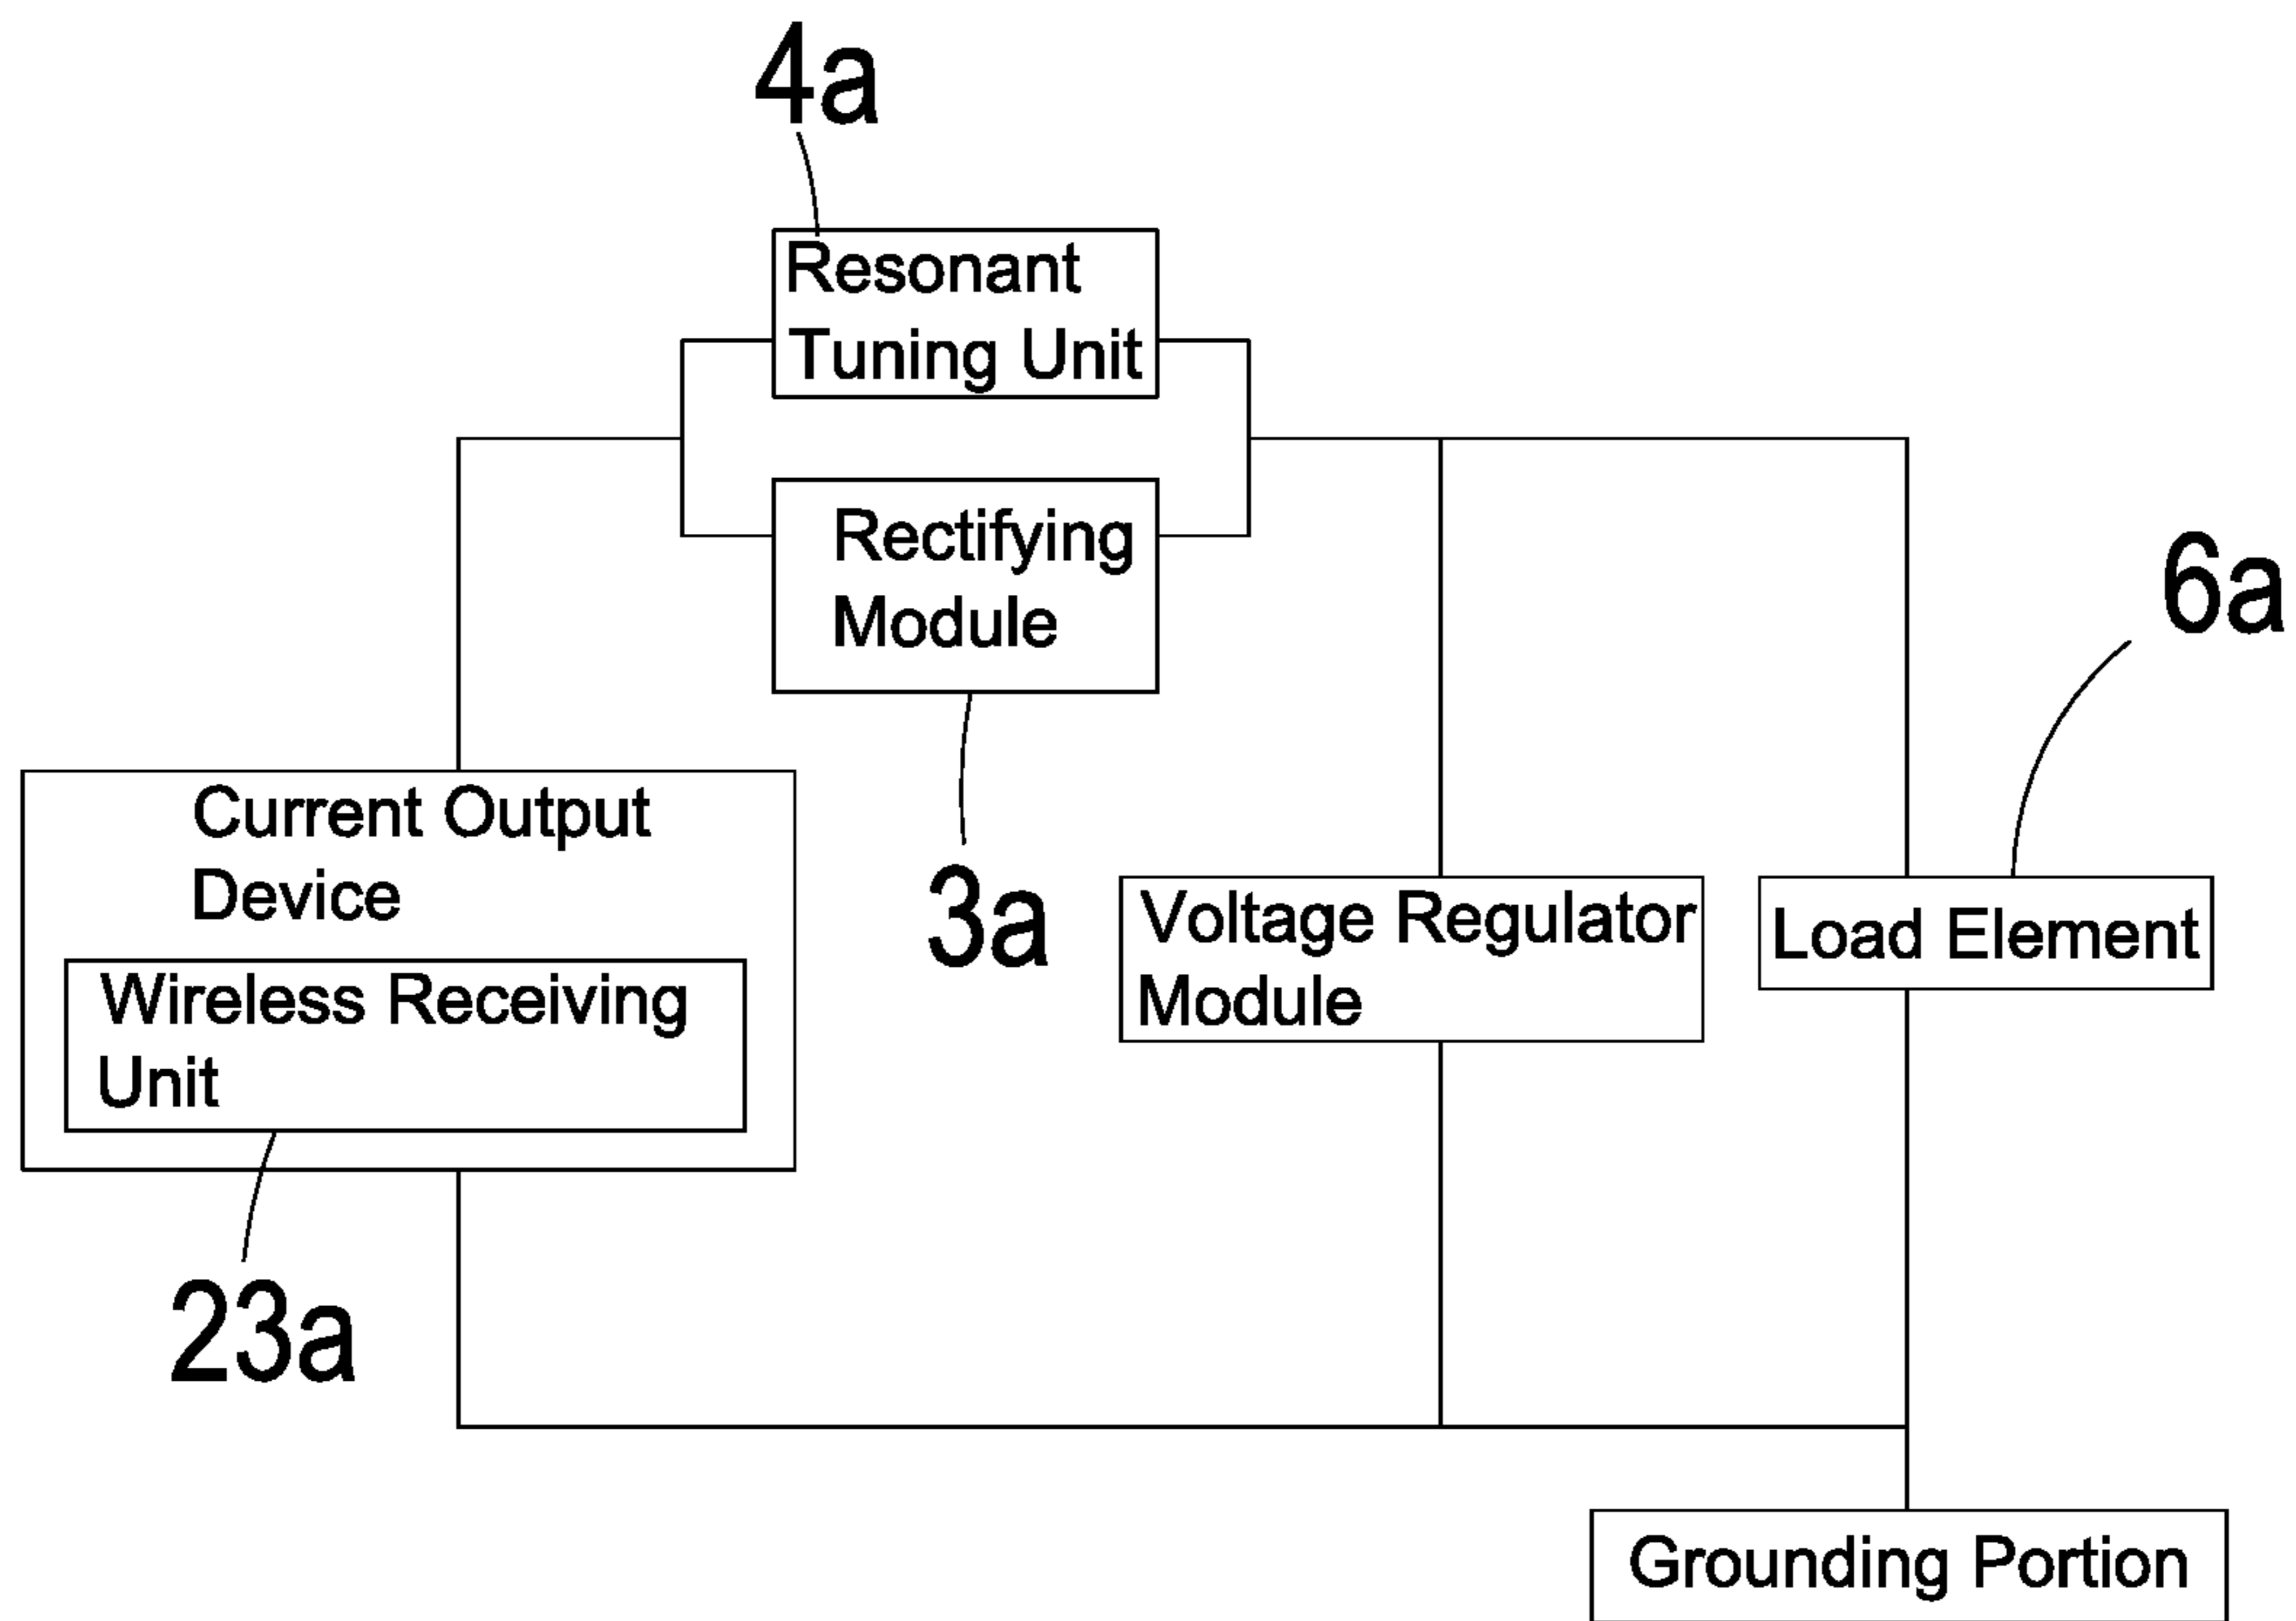 4a
Resonant
Tuning Unit
Rectifying
Module
6a
Current Output
Device
3a
Voltage Regulator
Module
Load Element
Wireless Receiving
Unit
23a
Grounding Portion